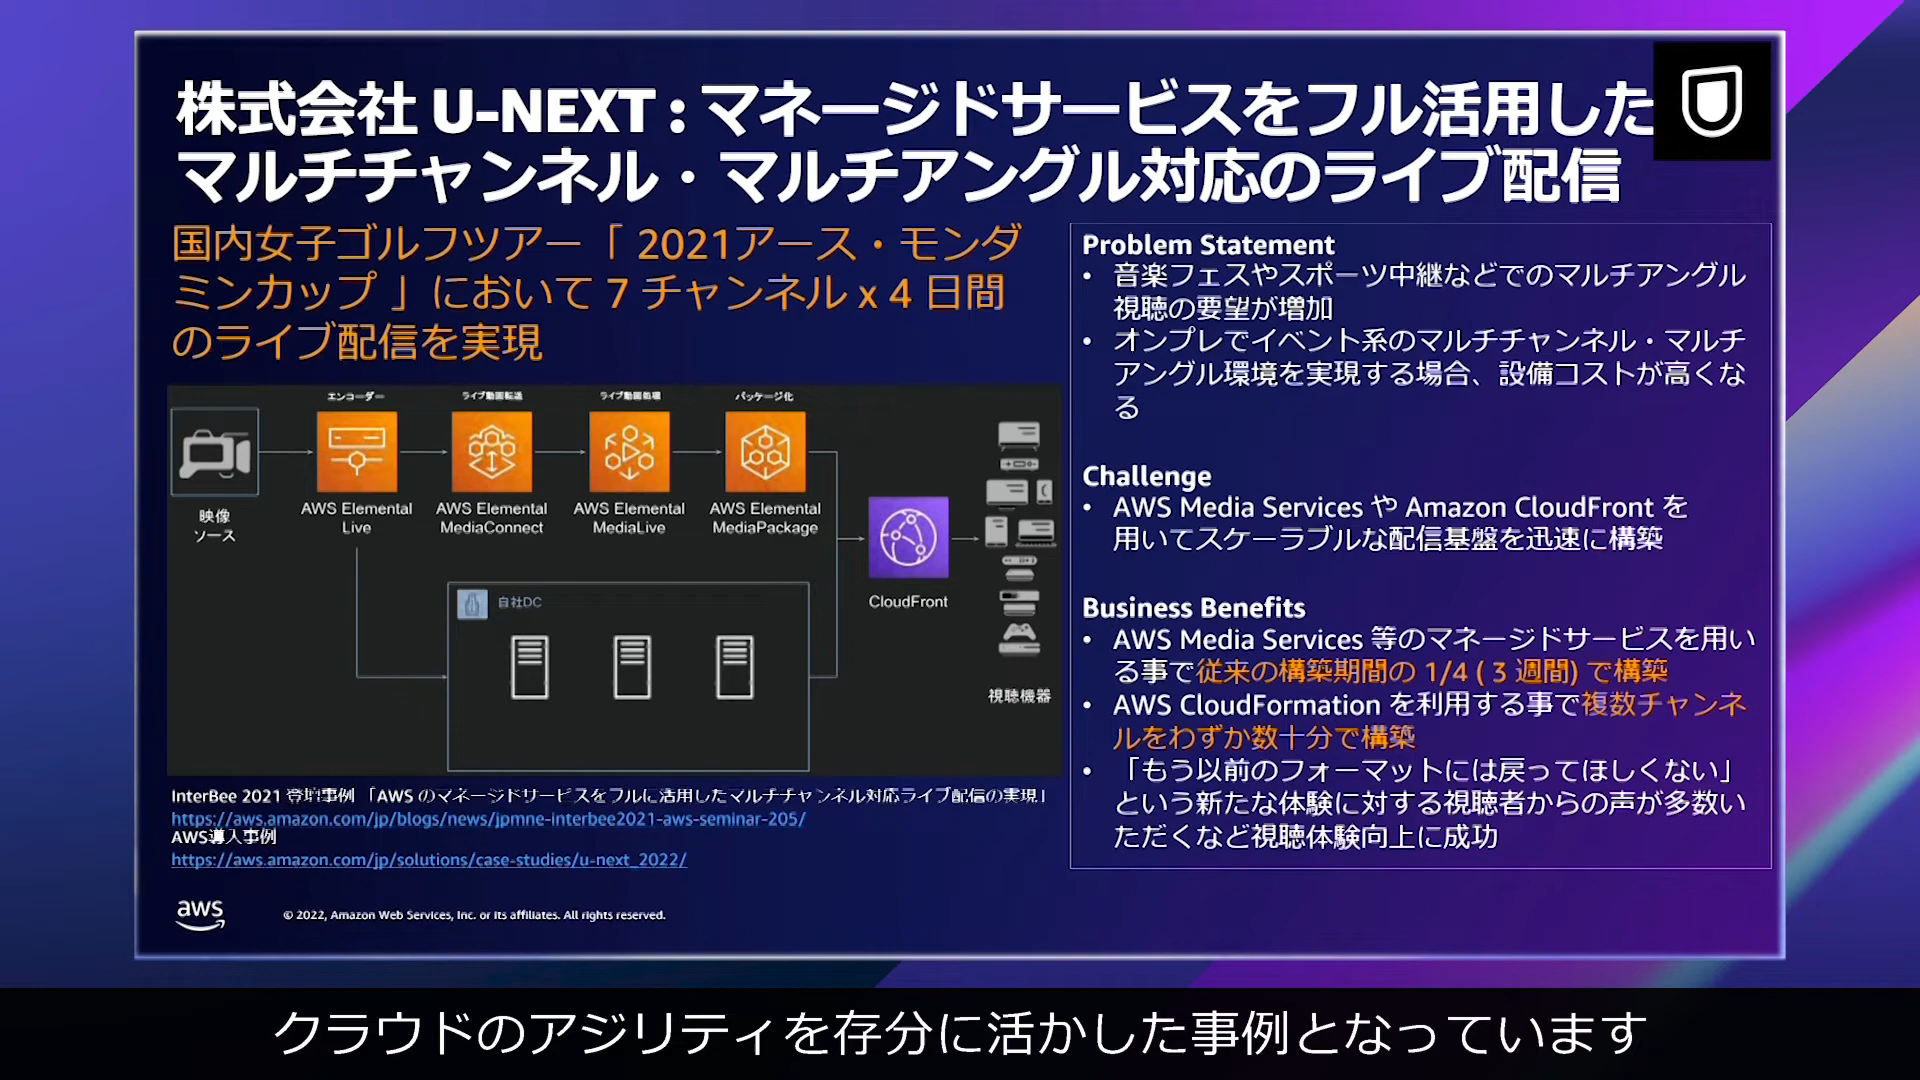 株式会社 U-NEXT : マネージドサービスをフル活用した
マルチチャンネル・マルチアングル対応のライブ配信
国内女子ゴルフツアー「 2021アース・モンダ
ミンカップ 」において 7 チャンネル x 4 日間
のライブ配信を実現
エンコーダー
ライブ動画転送
ライブ動画処理
パッケージ化
映像
ソース
AWS Elemental
Live
AWS Elemental
MediaConnect
AWS Elemental
MediaLive
AWS Elemental
MediaPackage
自社DC
CloudFront
視聴機器
InterBee 2021 登壇事例 「AWS のマネージドサービスをフルに活用したマルチチャンネル対応ライブ配信の実現」
https://aws.amazon.com/jp/blogs/news/jpmne-interbee2021-aws-seminar-205/
AWS導入事例
https://aws.amazon.com/jp/solutions/case-studies/u-next_2022/
Problem Statement
• 音楽フェスやスポーツ中継などでのマルチアングル
視聴の要望が増加
• オンプレでイベント系のマルチチャンネル・マルチ
アングル環境を実現する場合、設備コストが高くな
る
Challenge
• AWS Media Services や Amazon CloudFront を
用いてスケーラブルな配信基盤を迅速に構築
Business Benefits
• AWS Media Services 等のマネージドサービスを用い
る事で従来の構築期間の 1/4 ( 3 週間) で構築
• AWS CloudFormation を利用する事で複数チャンネ
ルをわずか数十分で構築
• 「もう以前のフォーマットには戻ってほしくない」
という新たな体験に対する視聴者からの声が多数い
ただくなど視聴体験向上に成功
aws
© 2022, Amazon Web Services, Inc. or its affiliates. All rights reserved.
クラウドのアジリティを存分に活かした事例となっています